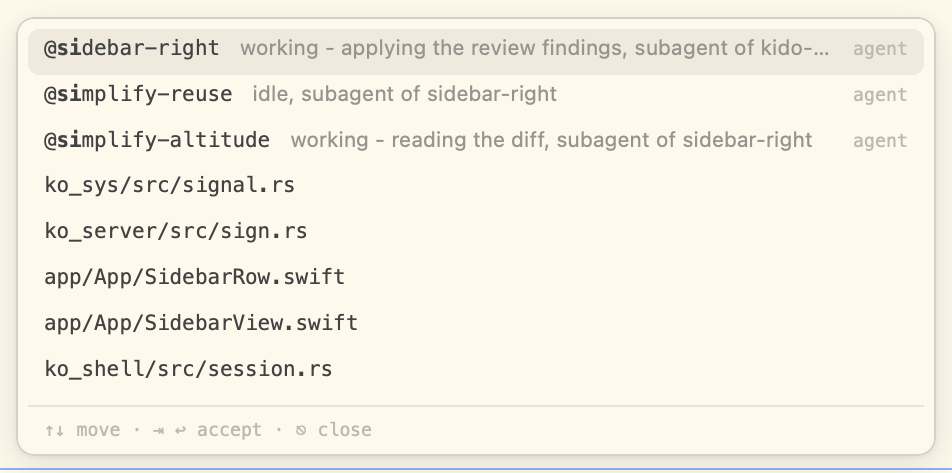 @sidebar-right working - applying the review findings, subagent of kido-... agent
@simplify-reuse idle, subagent of sidebar-right agent
@simplify-altitude working - reading the diff, subagent of sidebar-right agent
ko_sys/src/signal.rs
ko_server/src/sign.rs
app/App/SidebarRow.swift
app/App/SidebarView.swift
ko_shell/src/session.rs
↑↓ move · ⇥ ↩ accept · ⎋ close